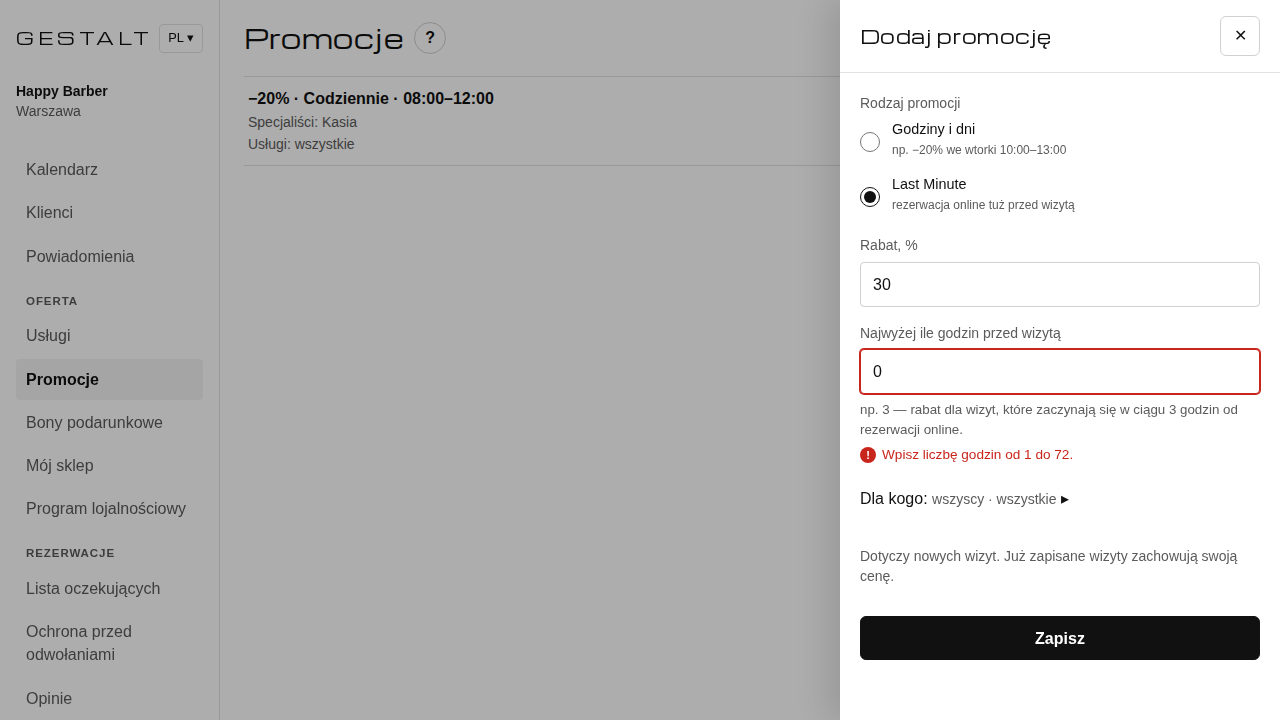 GESTALT
PL ▾
Happy Barber
Warszawa
Kalendarz
Klienci
Powiadomienia
OFERTA
Usługi
Promocje
Bony podarunkowe
Mój sklep
Program lojalnościowy
REZERWACJE
Lista oczekujących
Ochrona przed
odwołaniami
Opinie
Promocje
?
−20% · Codziennie · 08:00–12:00
Specjaliści: Kasia
Usługi: wszystkie
Dodaj promocję
✕
Rodzaj promocji
Godziny i dni
np. −20% we wtorki 10:00–13:00
Last Minute
rezerwacja online tuż przed wizytą
Rabat, %
30
Najwyżej ile godzin przed wizytą
0
np. 3 — rabat dla wizyt, które zaczynają się w ciągu 3 godzin od
rezerwacji online.
! Wpisz liczbę godzin od 1 do 72.
Dla kogo: wszyscy · wszystkie ▸
Dotyczy nowych wizyt. Już zapisane wizyty zachowują swoją
cenę.
Zapisz